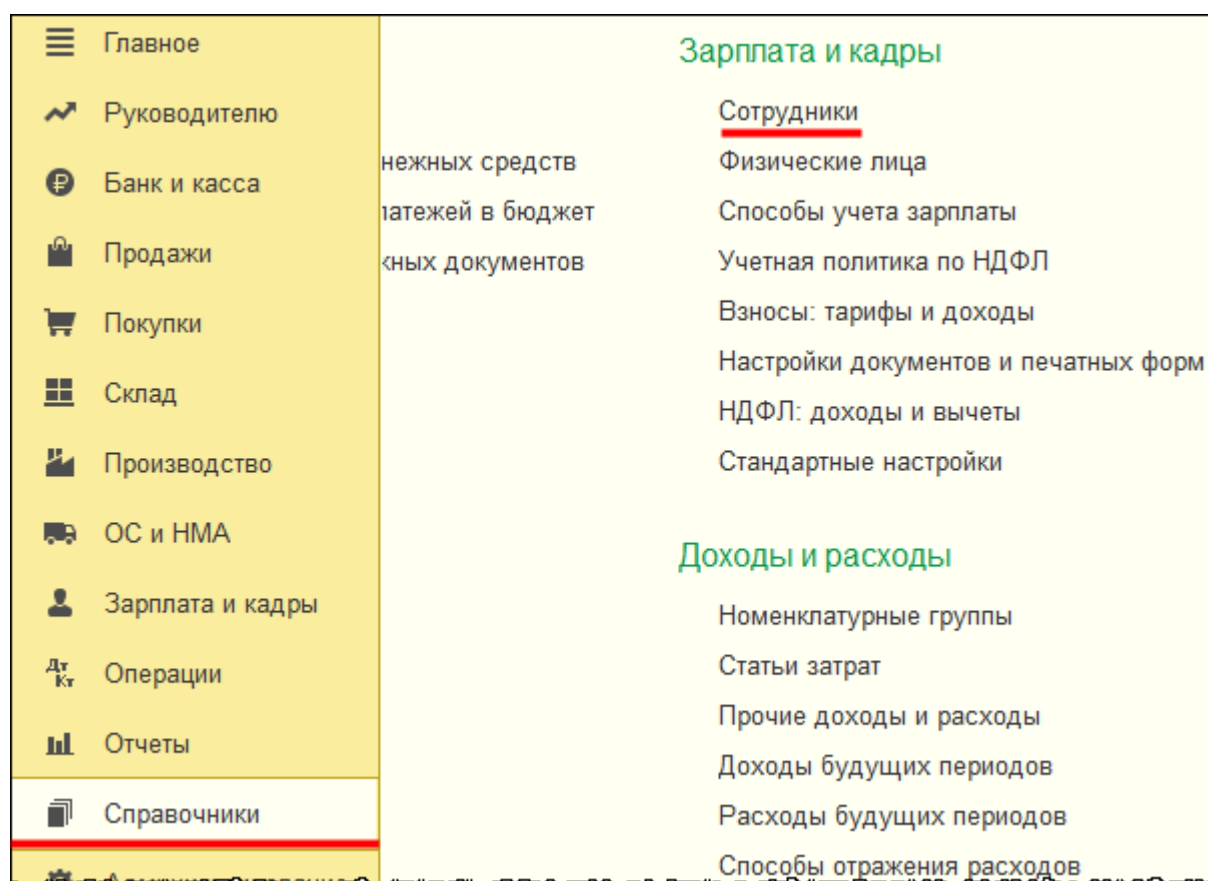 Главное
Руководителю
Банк и касса
Продажи
Покупки
Склад
Производство
ОС и НМА
Зарплата и кадры
Дт
Кт
Операции
Отчеты
Справочники
средств
в бюджет
документов
Зарплата и кадры
Сотрудники
Физические лица
Способы учета зарплаты
Учетная политика по НДФЛ
Взносы: тарифы и доходы
Настройки документов и печатных форм
НДФЛ: доходы и вычеты
Стандартные настройки
Доходы и расходы
Номенклатурные группы
Статьи затрат
Прочие доходы и расходы
Доходы будущих периодов
Расходы будущих периодов
Способы отражения расходов